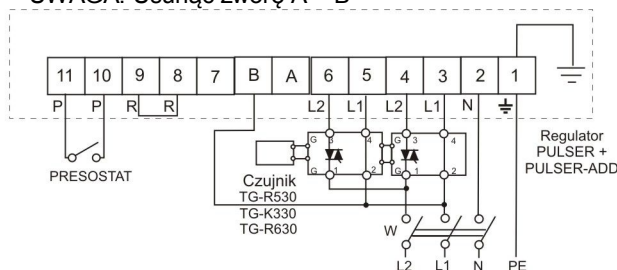 UWAGA: Usunąć zworę A – B
11 10 9 8 7 B A 6 5 4 3 2 1
P P R R L2 L1 L2 L1 N
G 3 4 G 3 4
G 1 2 G 1 2
PRESOSTAT
Czujnik
TG-R530
TG-K330
TG-R630
Regulator
PULSER +
PULSER-ADD
W
L2 L1 N PE